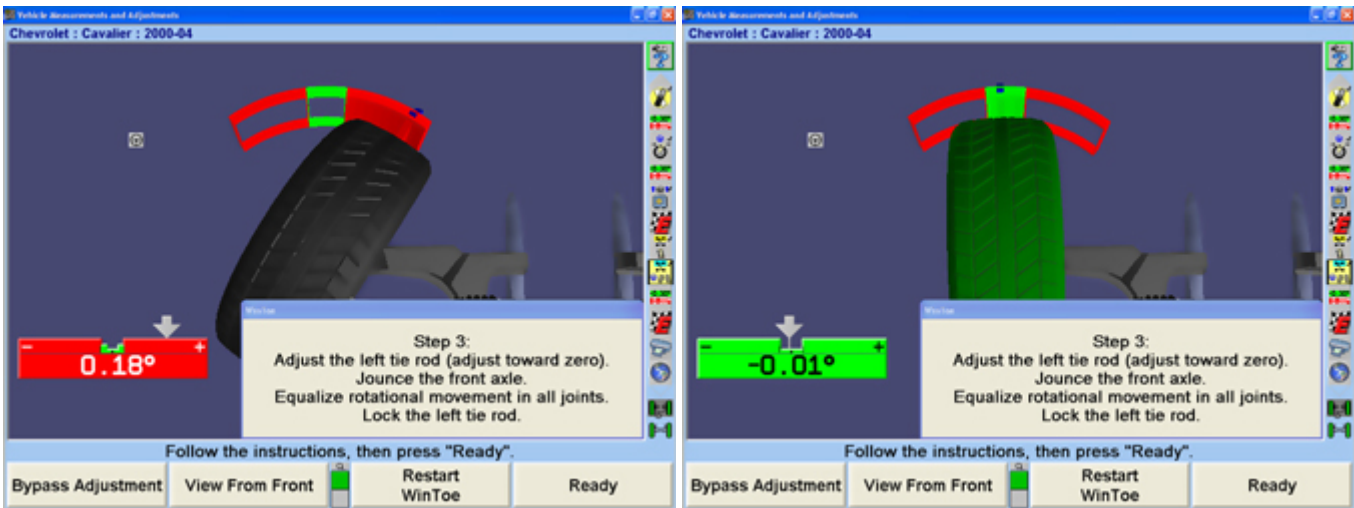 Vehicle Measurements and Adjustments
Chevrolet : Cavalier : 2000-04
- +
0.18°
WinToe
Step 3:
Adjust the left tie rod (adjust toward zero).
Jounce the front axle.
Equalize rotational movement in all joints.
Lock the left tie rod.
Follow the instructions, then press "Ready".
Bypass Adjustment
View From Front
Restart
WinToe
Ready
Vehicle Measurements and Adjustments
Chevrolet : Cavalier : 2000-04
- +
-0.01°
WinToe
Step 3:
Adjust the left tie rod (adjust toward zero).
Jounce the front axle.
Equalize rotational movement in all joints.
Lock the left tie rod.
Follow the instructions, then press "Ready".
Bypass Adjustment
View From Front
Restart
WinToe
Ready